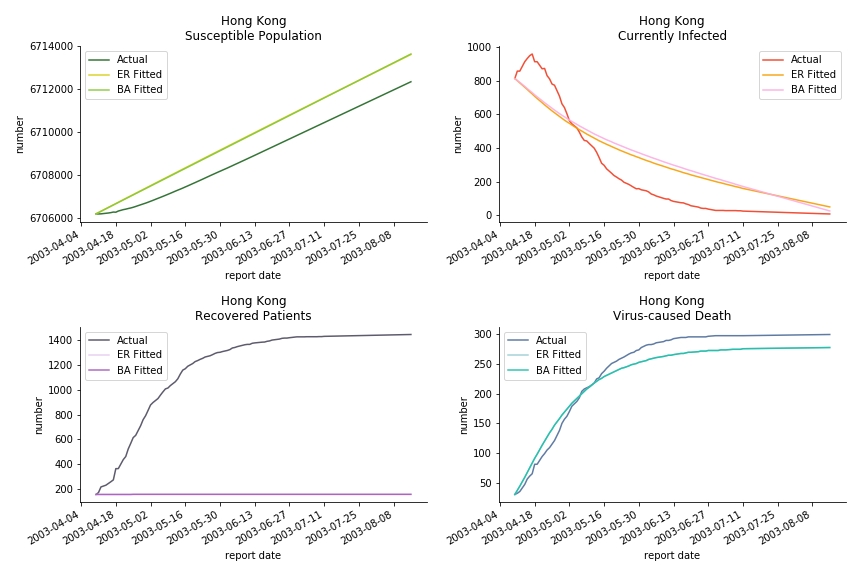 Hong Kong
Susceptible Population
Actual
ER Fitted
BA Fitted
number
6714000
6712000
6710000
6708000
6706000
2003-04-04
2003-04-18
2003-05-02
2003-05-16
2003-05-30
2003-06-13
2003-06-27
2003-07-11
2003-07-25
2003-08-08
report date
Hong Kong
Currently Infected
Actual
ER Fitted
BA Fitted
number
1000
800
600
400
200
0
2003-04-04
2003-04-18
2003-05-02
2003-05-16
2003-05-30
2003-06-13
2003-06-27
2003-07-11
2003-07-25
2003-08-08
report date
Hong Kong
Recovered Patients
Actual
ER Fitted
BA Fitted
number
1400
1200
1000
800
600
400
200
2003-04-04
2003-04-18
2003-05-02
2003-05-16
2003-05-30
2003-06-13
2003-06-27
2003-07-11
2003-07-25
2003-08-08
report date
Hong Kong
Virus-caused Death
Actual
ER Fitted
BA Fitted
number
300
250
200
150
100
50
2003-04-04
2003-04-18
2003-05-02
2003-05-16
2003-05-30
2003-06-13
2003-06-27
2003-07-11
2003-07-25
2003-08-08
report date